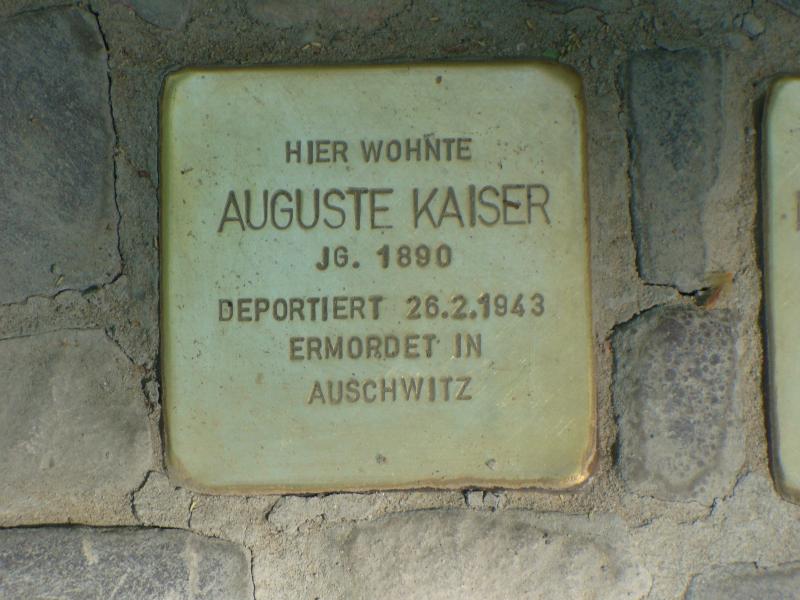 HIER WOHNTE
AUGUSTE KAISER
JG. 1890
DEPORTIERT 26.2.1943
ERMORDET IN
AUSCHWITZ